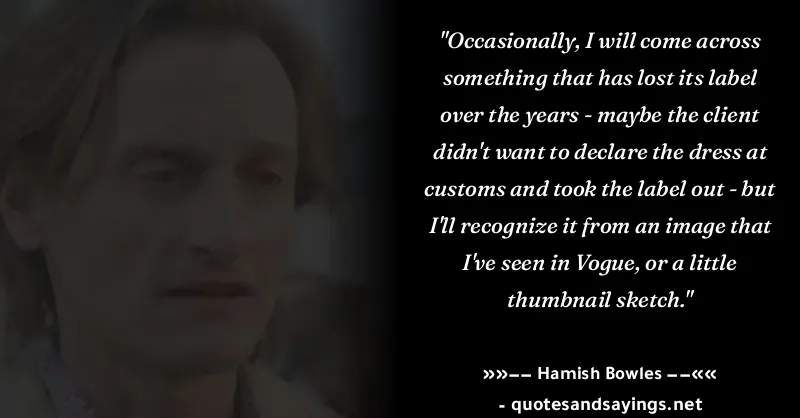 "Occasionally, I will come across
something that has lost its label
over the years - maybe the client
didn't want to declare the dress at
customs and took the label out - but
I'll recognize it from an image that
I've seen in Vogue, or a little
thumbnail sketch."
»»–– Hamish Bowles ––««
- quotesandsayings.net